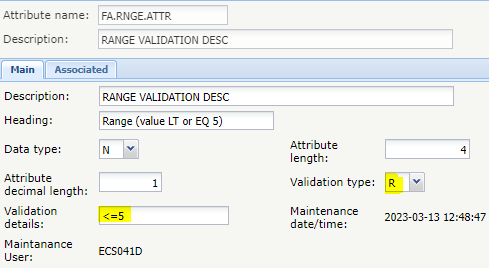 Attribute name: FA.RNGE.ATTR
Description: RANGE VALIDATION DESC
Main Associated
Description: RANGE VALIDATION DESC
Heading: Range (value LT or EQ 5)
Data type: N Attribute length: 4
Attribute decimal length: 1 Validation type: R
Validation details: <=5 Maintenance date/time: 2023-03-13 12:48:47
Maintanance User: ECS041D